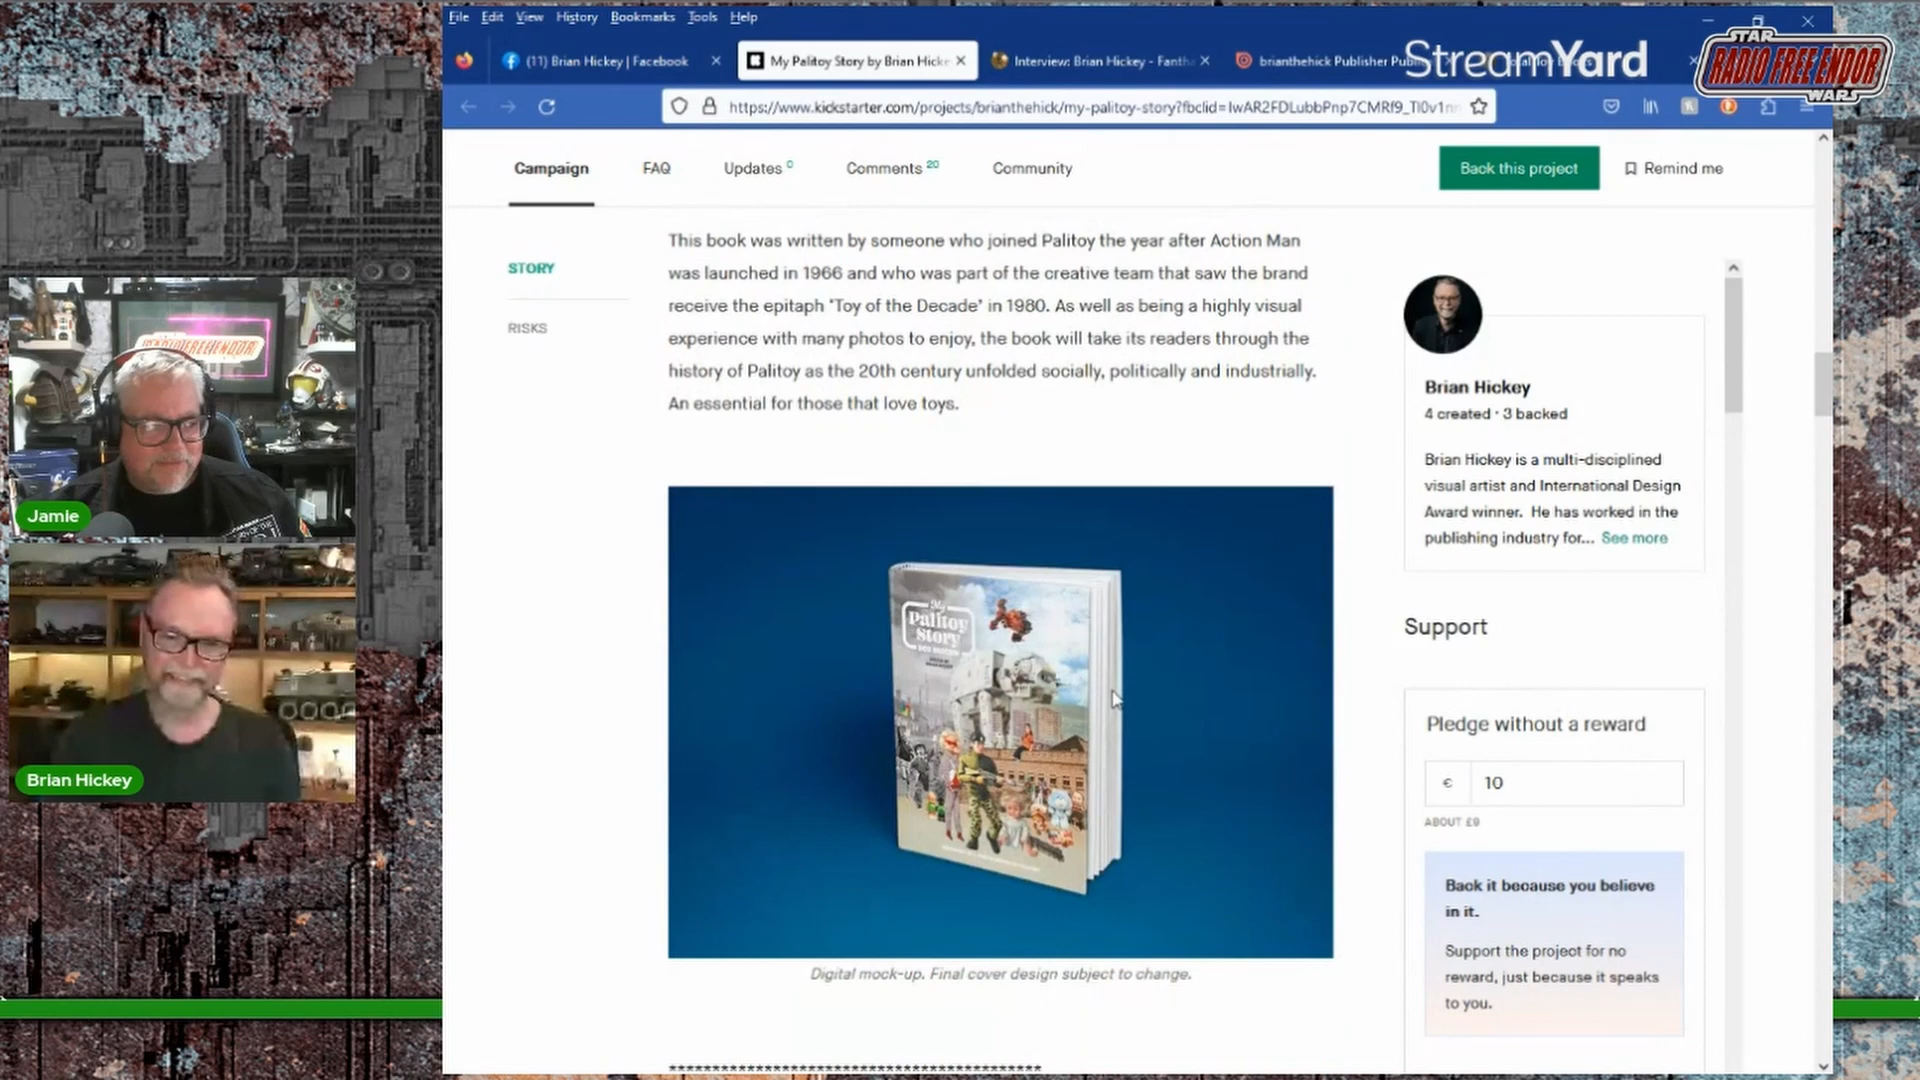 File Edit View History Bookmarks Tools Help
(11) Brian Hickey | Facebook
My Palitoy Story by Brian Hicke
Interview: Brian Hickey - Fantha
brianthehick Publisher Pu
StreamYard
STAR
RADIO FREE ENDOR
WARS
https://www.kickstarter.com/projects/brianthehick/my-palitoy-story?fbclid=IwAR2FDLubbPnp7CMRf9_Tl0v1n
Campaign FAQ Updates 0 Comments 20 Community
Back this project
Remind me
STORY
RISKS
This book was written by someone who joined Palitoy the year after Action Man
was launched in 1966 and who was part of the creative team that saw the brand
receive the epitaph ‘Toy of the Decade’ in 1980. As well as being a highly visual
experience with many photos to enjoy, the book will take its readers through the
history of Palitoy as the 20th century unfolded socially, politically and industrially.
An essential for those that love toys.
My
Palitoy
Story
Digital mock-up. Final cover design subject to change.
****************************************
Brian Hickey
4 created · 3 backed
Brian Hickey is a multi-disciplined
visual artist and International Design
Award winner. He has worked in the
publishing industry for... See more
Support
Pledge without a reward
€ 10
ABOUT £9
Back it because you believe
in it.
Support the project for no
reward, just because it speaks
to you.
RADIO FREE ENDOR
Jamie
Brian Hickey